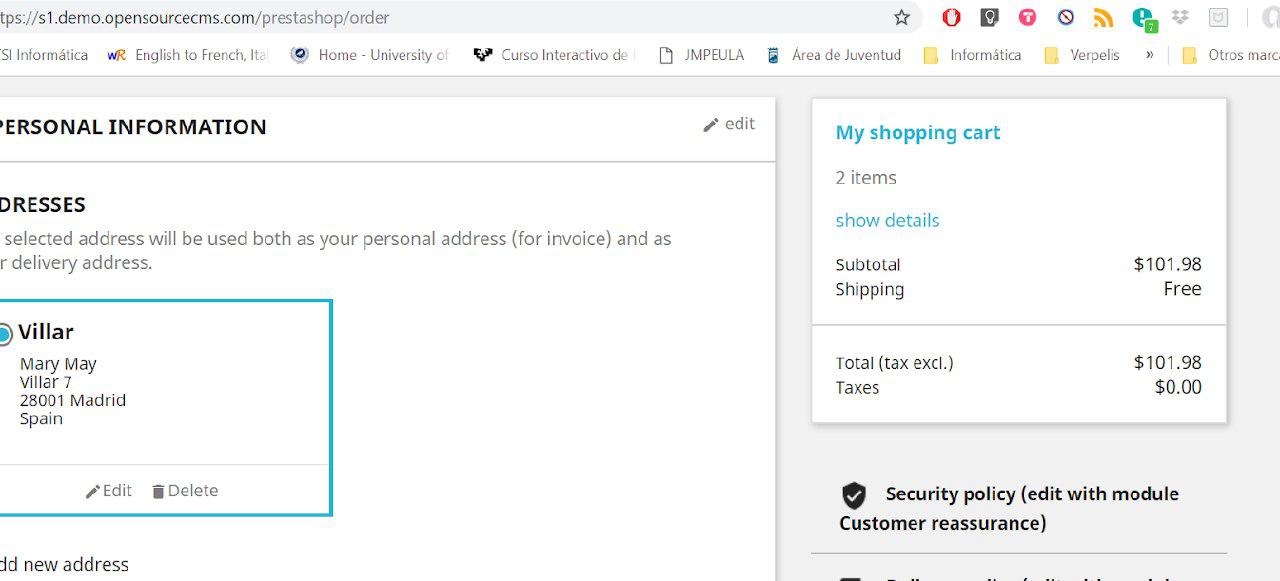 tps://s1.demo.opensourcecms.com/prestashop/order
7
SI Informática
WR English to French, Ital
Home - University of
Curso Interactivo de
JMPEULA
Área de Juventud
Informática
Verpelis
»
Otros marc
PERSONAL INFORMATION
edit
DRESSES
selected address will be used both as your personal address (for invoice) and as
r delivery address.
Villar
Mary May
Villar 7
28001 Madrid
Spain
Edit Delete
dd new address
My shopping cart
2 items
show details
Subtotal $101.98
Shipping Free
Total (tax excl.) $101.98
Taxes $0.00
Security policy (edit with module
Customer reassurance)